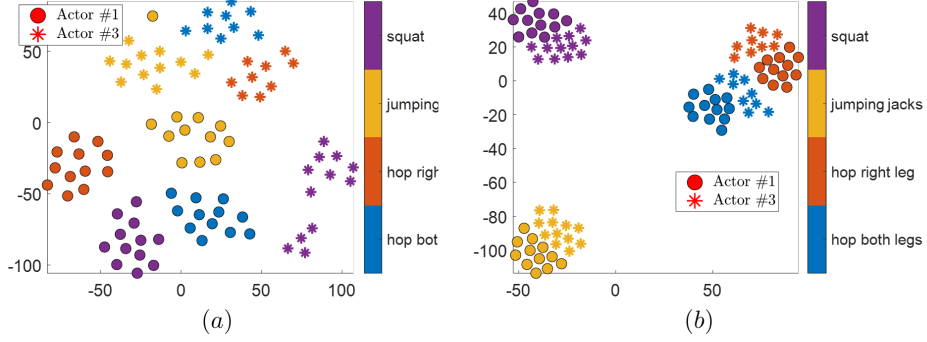 Actor #1
Actor #3
50
0
-50
-100
-50
0
50
100
squat
jumping
hop righ
hop bot
(a)
40
20
0
-20
-40
-60
-80
-100
-50
0
50
Actor #1
Actor #3
squat
jumping jacks
hop right leg
hop both legs
(b)